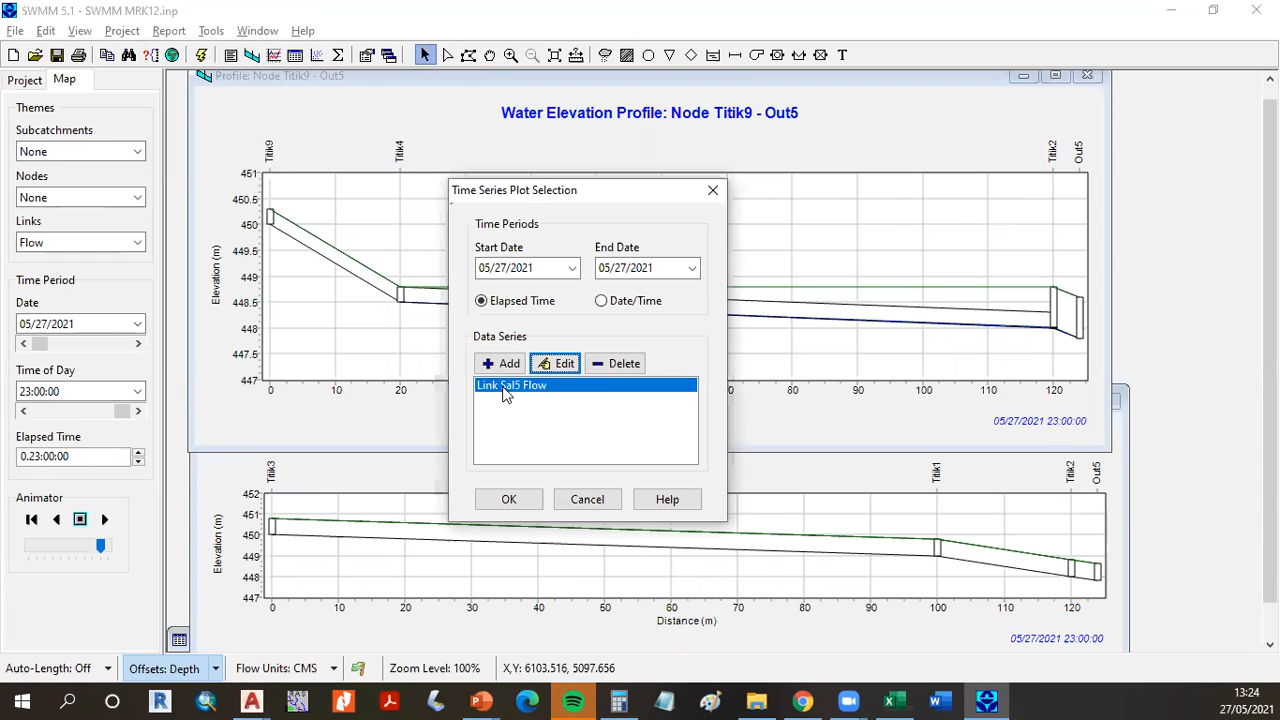 SWMM 5.1 - SWMM MRK12.inp
File Edit View Project Report Tools Window Help
Project Map
Themes
Subcatchments
None
Nodes
None
Links
Flow
Time Period
Date
05/27/2021
Time of Day
23:00:00
Elapsed Time
0.23:00:00
Animator
Profile: Node Titik9 - Out5
Water Elevation Profile: Node Titik9 - Out5
Titik9 Titik4 Titik2 Out5
Elevation (m)
451
450.5
450
449.5
449
448.5
448
447.5
447
0 10 20 80 90 100 110 120
05/27/2021 23:00:00
Time Series Plot Selection
Time Periods
Start Date End Date
05/27/2021 05/27/2021
Elapsed Time Date/Time
Data Series
Add Edit Delete
Link Sal5 Flow
OK Cancel Help
Titik3 Titik1 Titik2 Out5
Elevation (m)
452
451
450
449
448
447
0 10 20 30 40 50 60 70 80 90 100 110 120
Distance (m)
05/27/2021 23:00:00
Auto-Length: Off Offsets: Depth Flow Units: CMS Zoom Level: 100% X,Y: 6103.516, 5097.656
13:24
27/05/2021